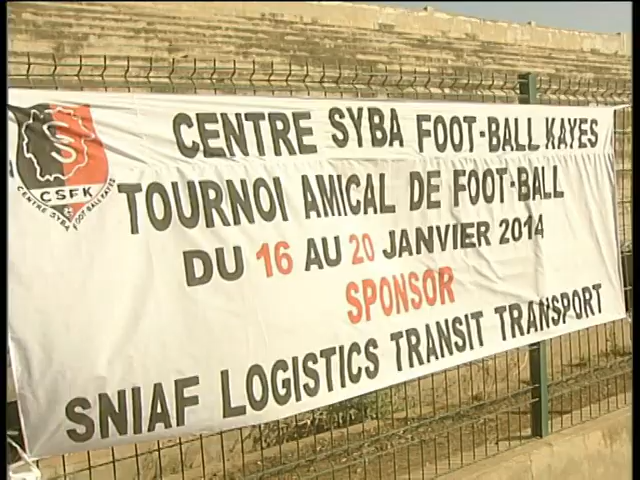 CENTRE SYBA FOOT-BALL KAYES
TOURNOI AMICAL DE FOOT-BALL
DU 16 AU 20 JANVIER 2014
SPONSOR
SNIAF LOGISTICS TRANSIT TRANSPORT
S
CSFK
CENTRE SYBA FOOT-BALL KAYES